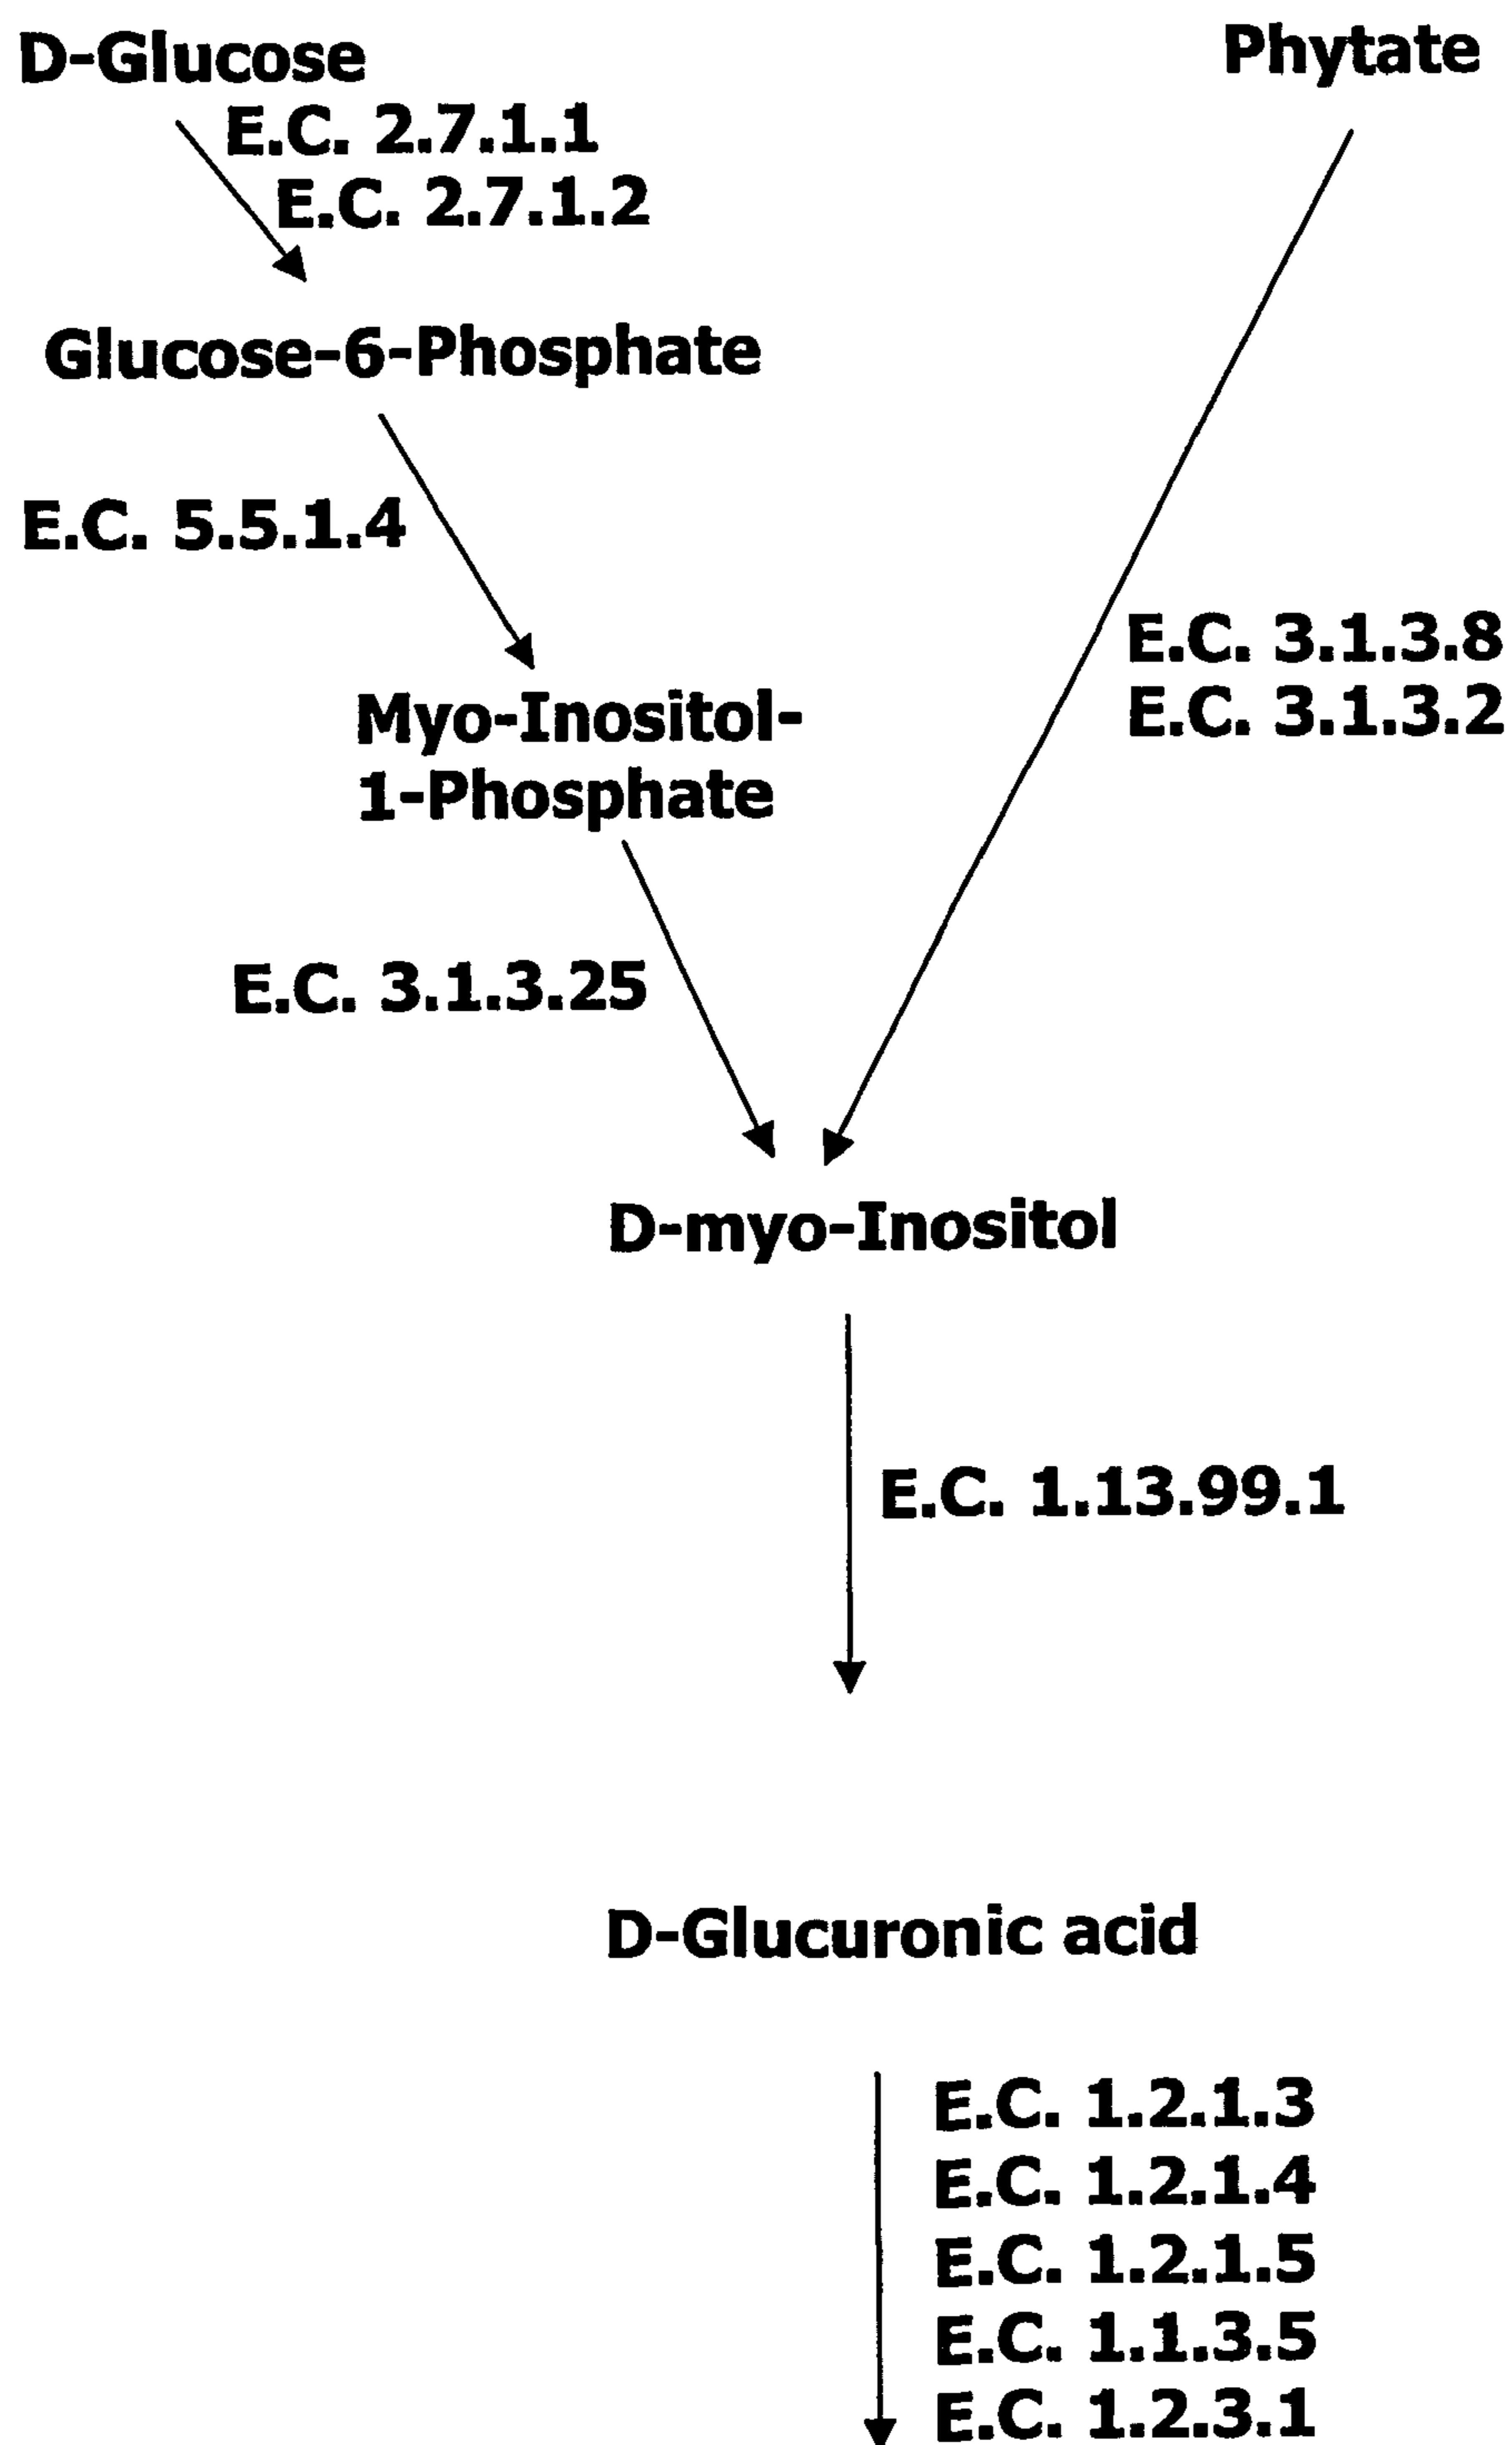 D-Glucose
Phytate
E.C. 2.7.1.1
E.C. 2.7.1.2
Glucose-6-Phosphate
E.C. 5.5.1.4
E.C. 3.1.3.8
E.C. 3.1.3.2
Myo-Inositol-
1-Phosphate
E.C. 3.1.3.25
D-myo-Inositol
E.C. 1.13.99.1
D-Glucuronic acid
E.C. 1.2.1.3
E.C. 1.2.1.4
E.C. 1.2.1.5
E.C. 1.1.3.5
E.C. 1.2.3.1